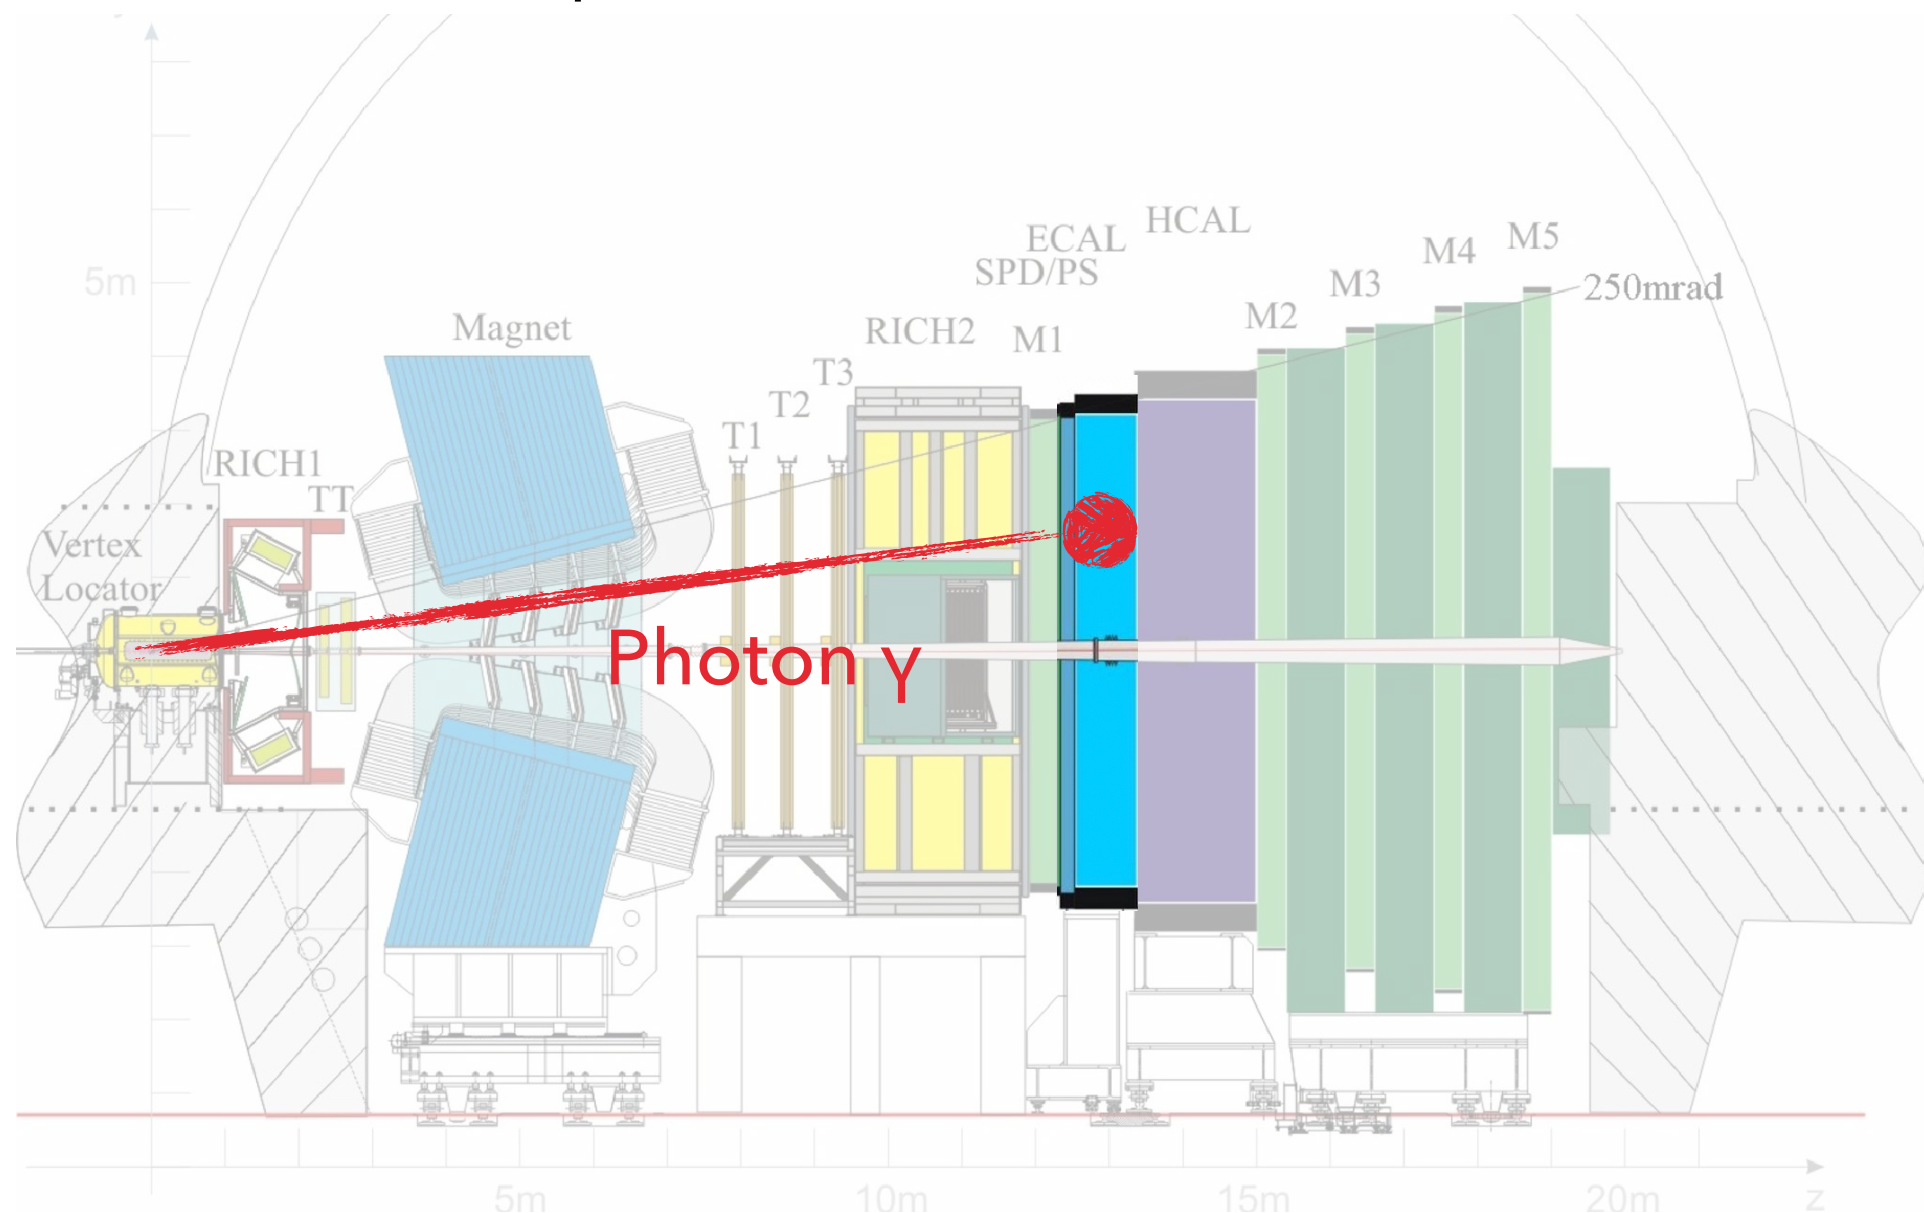 HCAL
ECAL
SPD/PS
M5
M4
M3
M2
250mrad
5m
Magnet
RICH2
M1
T3
T2
T1
RICH1
TT
Vertex
Locator
Photon γ
5m
10m
15m
20m
z